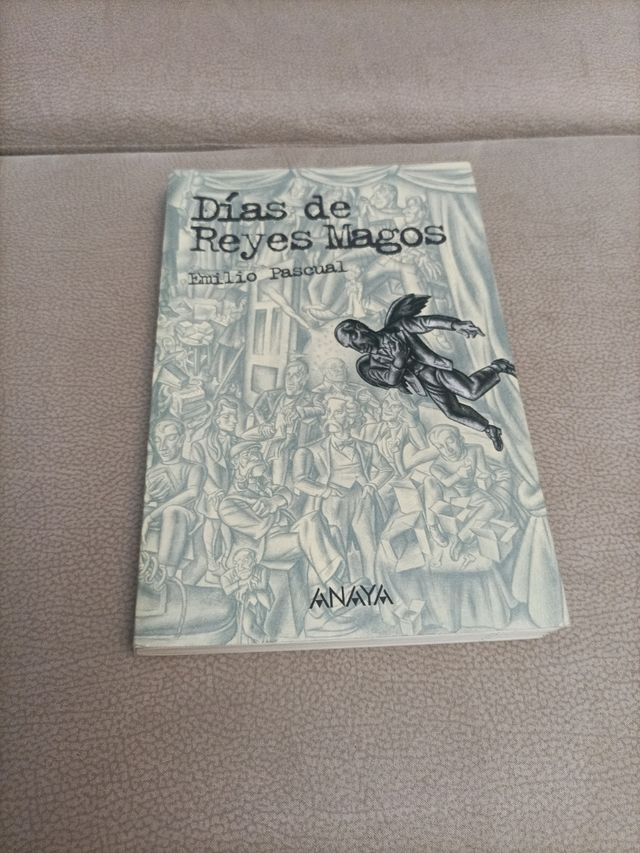 Días de
Reyes Magos
Emilio Pascual
ANAYA